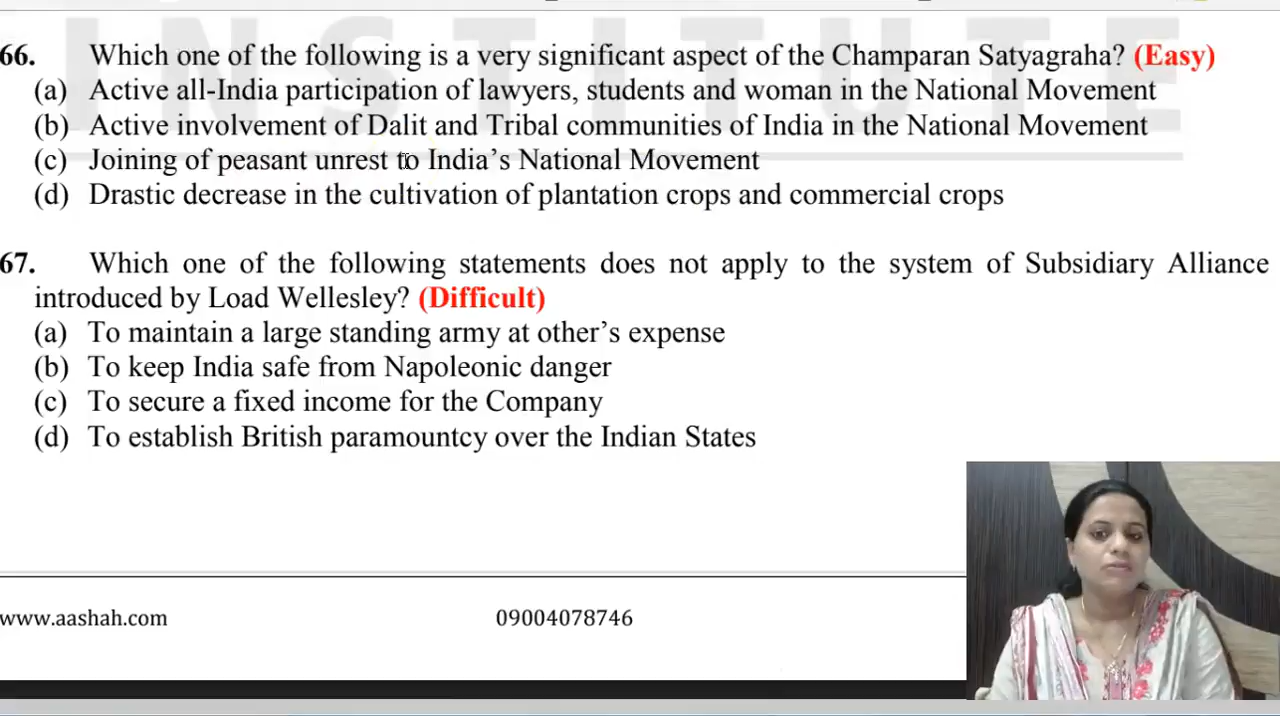 INSTITUTE
66. Which one of the following is a very significant aspect of the Champaran Satyagraha? (Easy)
(a) Active all-India participation of lawyers, students and woman in the National Movement
(b) Active involvement of Dalit and Tribal communities of India in the National Movement
(c) Joining of peasant unrest to India's National Movement
(d) Drastic decrease in the cultivation of plantation crops and commercial crops
67. Which one of the following statements does not apply to the system of Subsidiary Alliance
introduced by Load Wellesley? (Difficult)
(a) To maintain a large standing army at other's expense
(b) To keep India safe from Napoleonic danger
(c) To secure a fixed income for the Company
(d) To establish British paramountcy over the Indian States
www.aashah.com 09004078746